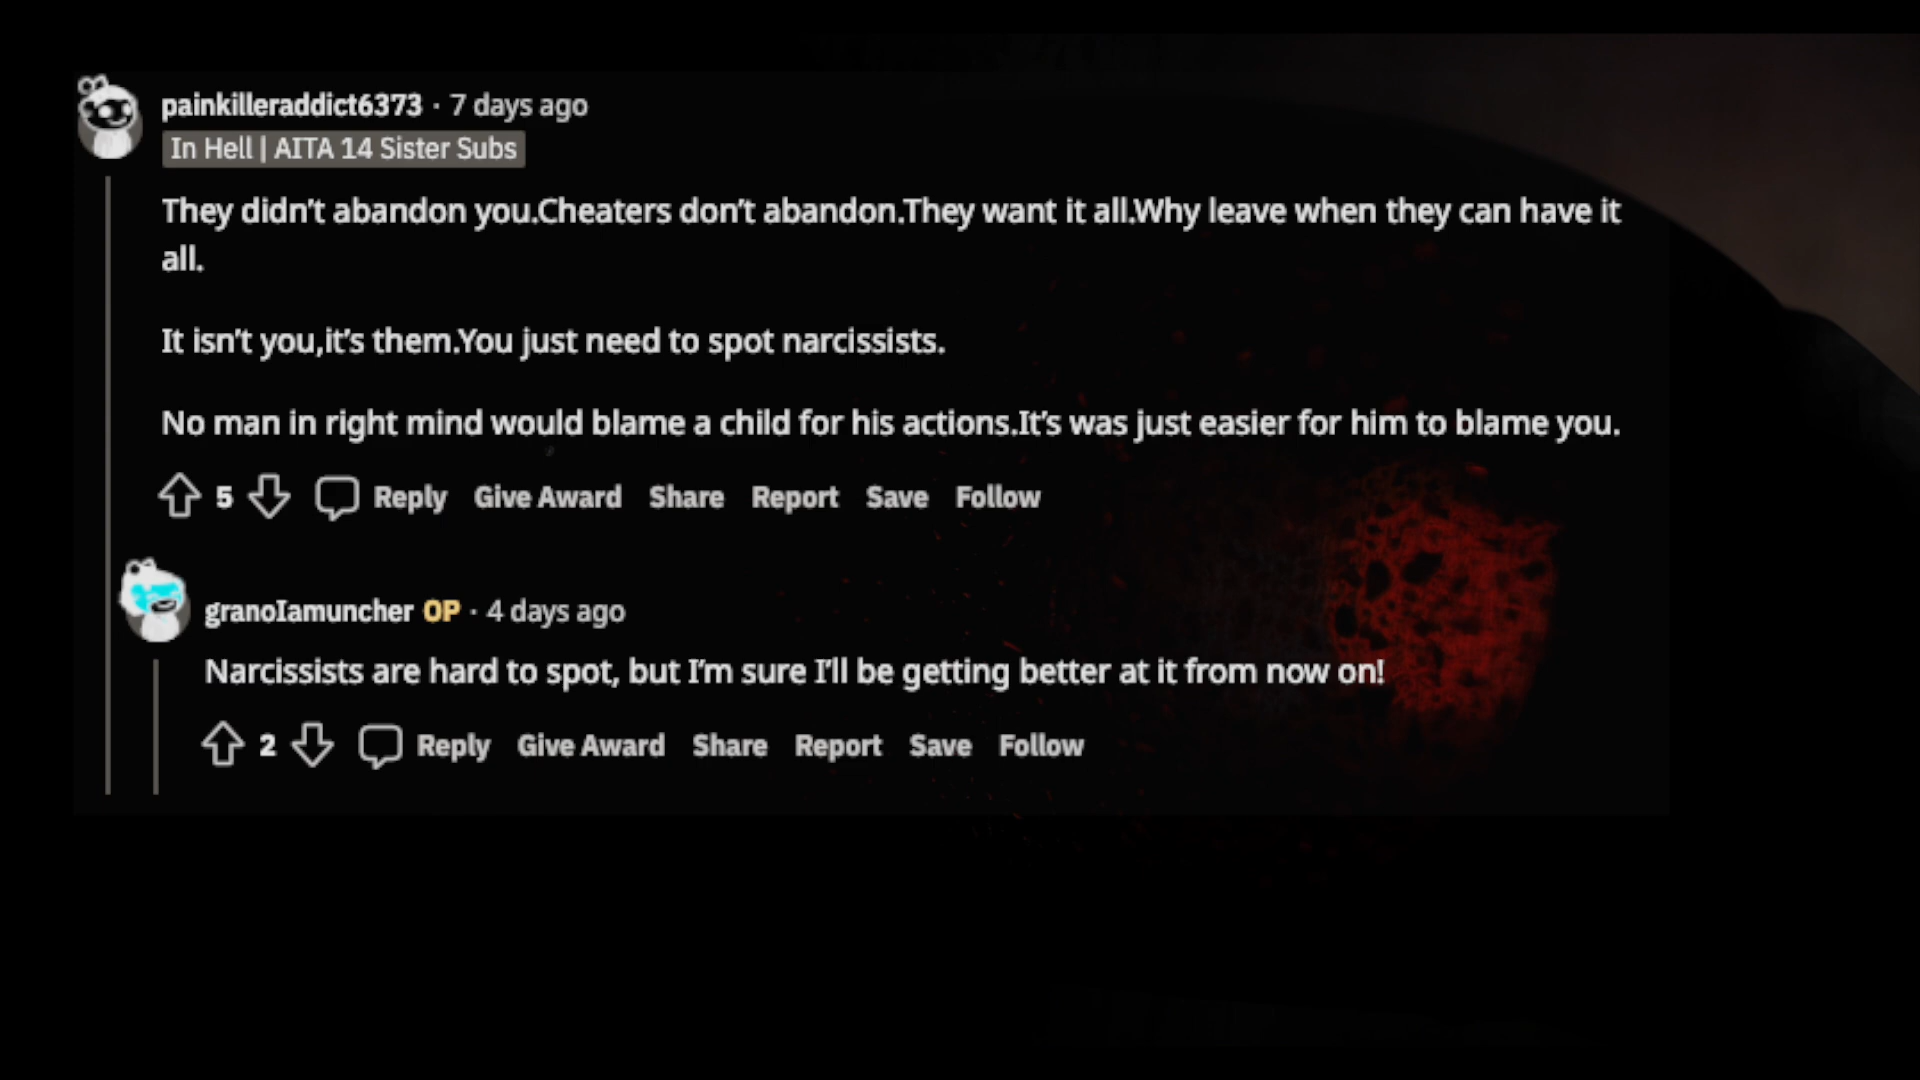 painkilleraddict6373 · 7 days ago
In Hell | AITA 14 Sister Subs
They didn't abandon you.Cheaters don't abandon.They want it all.Why leave when they can have it
all.
It isn't you,it's them.You just need to spot narcissists.
No man in right mind would blame a child for his actions.It's was just easier for him to blame you.
5 Reply Give Award Share Report Save Follow
granoIamuncher OP · 4 days ago
Narcissists are hard to spot, but I'm sure I'll be getting better at it from now on!
2 Reply Give Award Share Report Save Follow